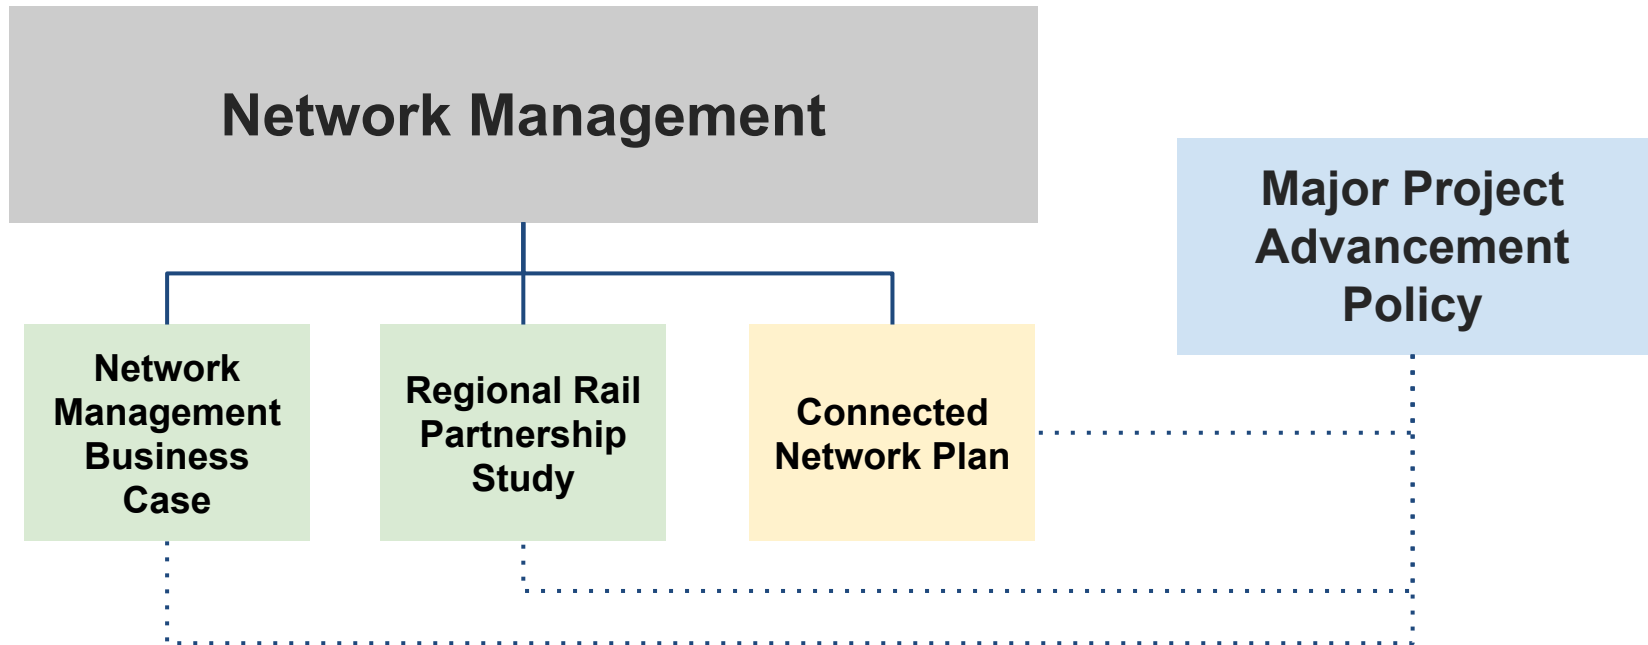 Network Management
Major Project
Advancement
Policy
Network
Management
Business
Case
Regional Rail
Partnership
Study
Connected
Network Plan